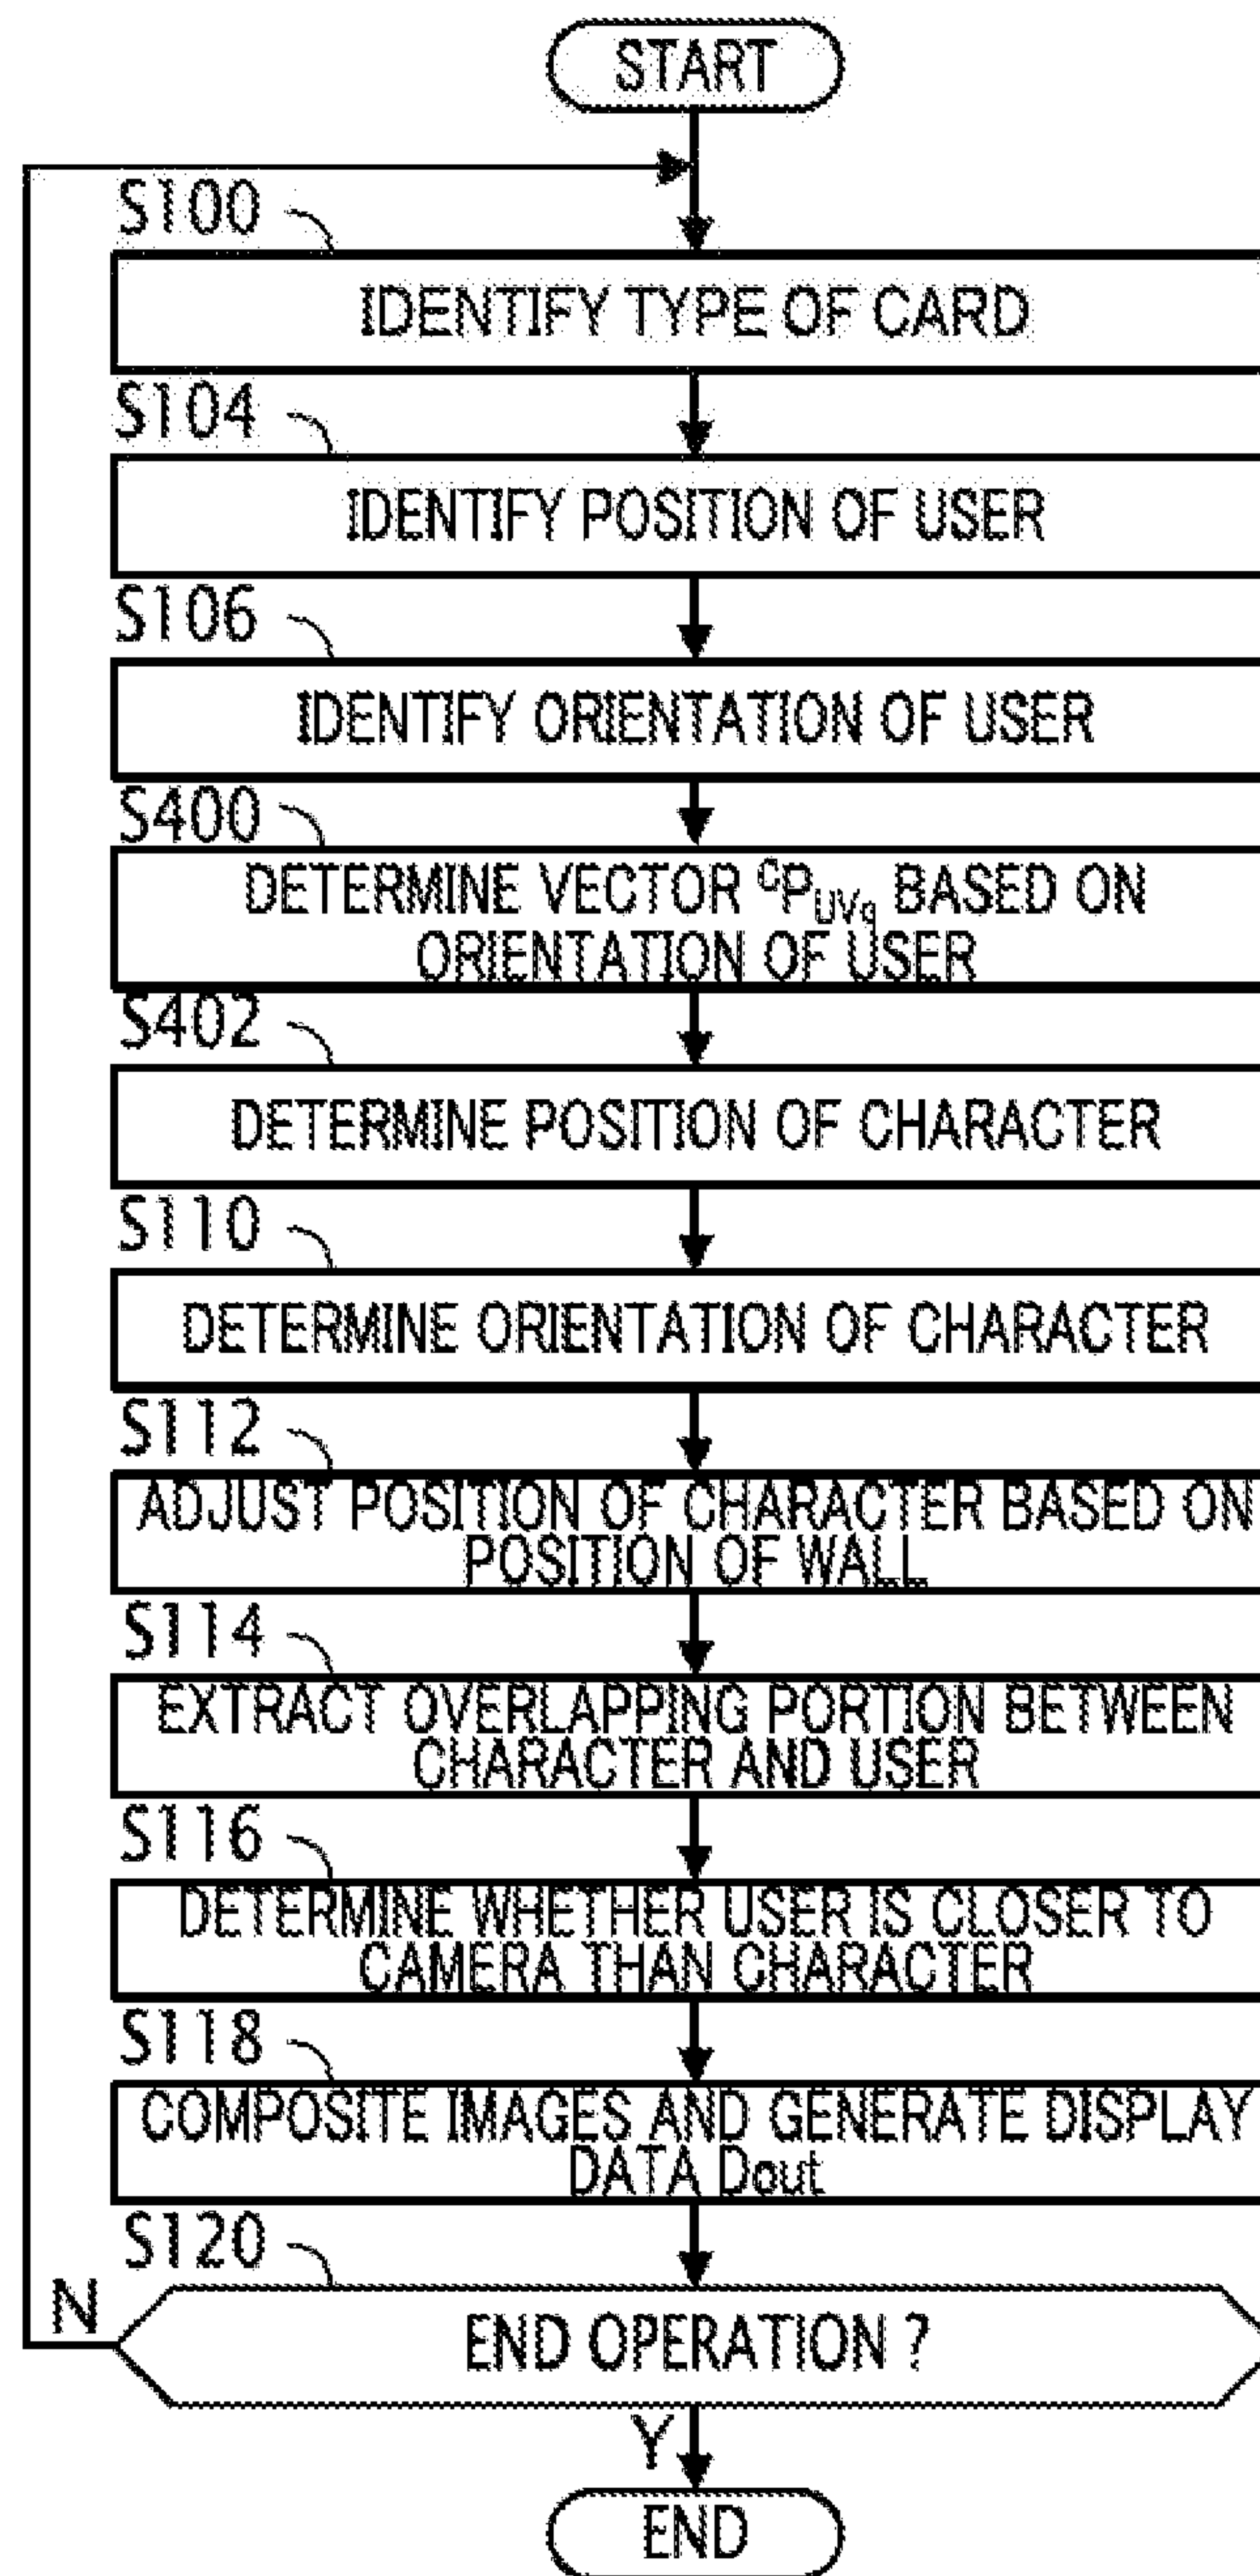 START
S100
IDENTIFY TYPE OF CARD
S104
IDENTIFY POSITION OF USER
S106
IDENTIFY ORIENTATION OF USER
S400
DETERMINE VECTOR ᶜP_UVq BASED ON
ORIENTATION OF USER
S402
DETERMINE POSITION OF CHARACTER
S110
DETERMINE ORIENTATION OF CHARACTER
S112
ADJUST POSITION OF CHARACTER BASED ON
POSITION OF WALL
S114
EXTRACT OVERLAPPING PORTION BETWEEN
CHARACTER AND USER
S116
DETERMINE WHETHER USER IS CLOSER TO
CAMERA THAN CHARACTER
S118
COMPOSITE IMAGES AND GENERATE DISPLAY
DATA Dout
S120
N
END OPERATION ?
Y
END